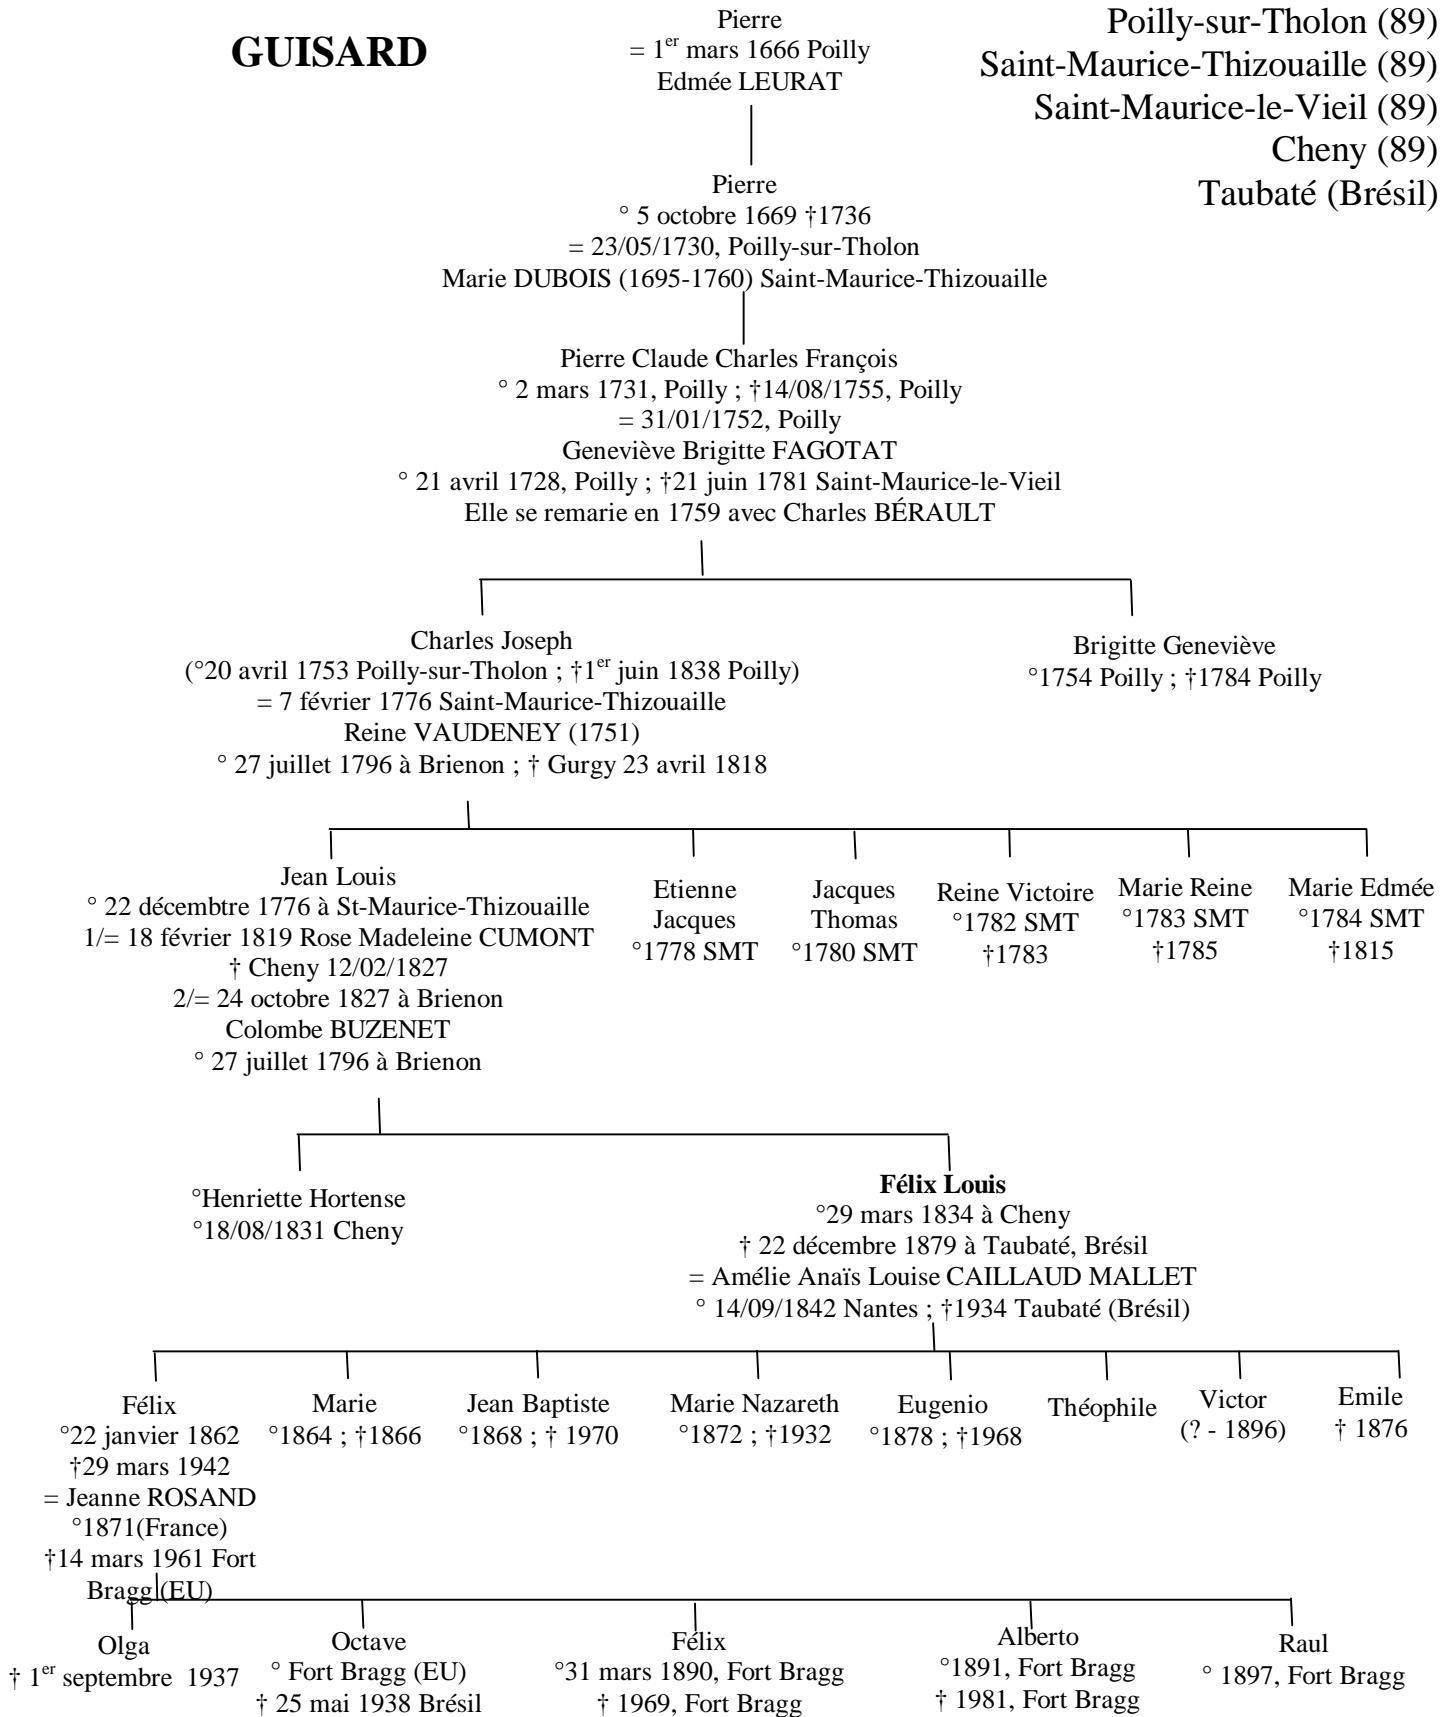 GUISARD
Pierre
= 1er mars 1666 Poilly
Edmée LEURAT
Poilly-sur-Tholon (89)
Saint-Maurice-Thizouaille (89)
Saint-Maurice-le-Vieil (89)
Cheny (89)
Taubaté (Brésil)
Pierre
° 5 octobre 1669 †1736
= 23/05/1730, Poilly-sur-Tholon
Marie DUBOIS (1695-1760) Saint-Maurice-Thizouaille
Pierre Claude Charles François
° 2 mars 1731, Poilly ; †14/08/1755, Poilly
= 31/01/1752, Poilly
Geneviève Brigitte FAGOTAT
° 21 avril 1728, Poilly ; †21 juin 1781 Saint-Maurice-le-Vieil
Elle se remarie en 1759 avec Charles BÉRAULT
Charles Joseph
(°20 avril 1753 Poilly-sur-Tholon ; †1er juin 1838 Poilly)
= 7 février 1776 Saint-Maurice-Thizouaille
Reine VAUDENEY (1751)
° 27 juillet 1796 à Brienon ; † Gurgy 23 avril 1818
Brigitte Geneviève
°1754 Poilly ; †1784 Poilly
Jean Louis
° 22 décembtre 1776 à St-Maurice-Thizouaille
1/= 18 février 1819 Rose Madeleine CUMONT
† Cheny 12/02/1827
2/= 24 octobre 1827 à Brienon
Colombe BUZENET
° 27 juillet 1796 à Brienon
Etienne
Jacques
°1778 SMT
Jacques
Thomas
°1780 SMT
Reine Victoire
°1782 SMT
†1783
Marie Reine
°1783 SMT
†1785
Marie Edmée
°1784 SMT
†1815
°Henriette Hortense
°18/08/1831 Cheny
Félix Louis
°29 mars 1834 à Cheny
† 22 décembre 1879 à Taubaté, Brésil
= Amélie Anaïs Louise CAILLAUD MALLET
° 14/09/1842 Nantes ; †1934 Taubaté (Brésil)
Félix
°22 janvier 1862
†29 mars 1942
= Jeanne ROSAND
°1871(France)
†14 mars 1961 Fort
Bragg (EU)
Marie
°1864 ; †1866
Jean Baptiste
°1868 ; † 1970
Marie Nazareth
°1872 ; †1932
Eugenio
°1878 ; †1968
Théophile
Victor
(? - 1896)
Emile
† 1876
Olga
† 1er septembre 1937
Octave
° Fort Bragg (EU)
† 25 mai 1938 Brésil
Félix
°31 mars 1890, Fort Bragg
† 1969, Fort Bragg
Alberto
°1891, Fort Bragg
† 1981, Fort Bragg
Raul
° 1897, Fort Bragg